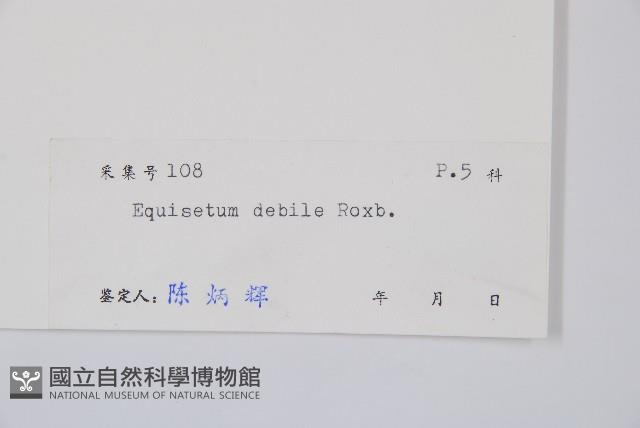 采集号 108 P.5 科
Equisetum debile Roxb.
鉴定人: 陈炳辉 年 月 日
國立自然科學博物館
NATIONAL MUSEUM OF NATURAL SCIENCE